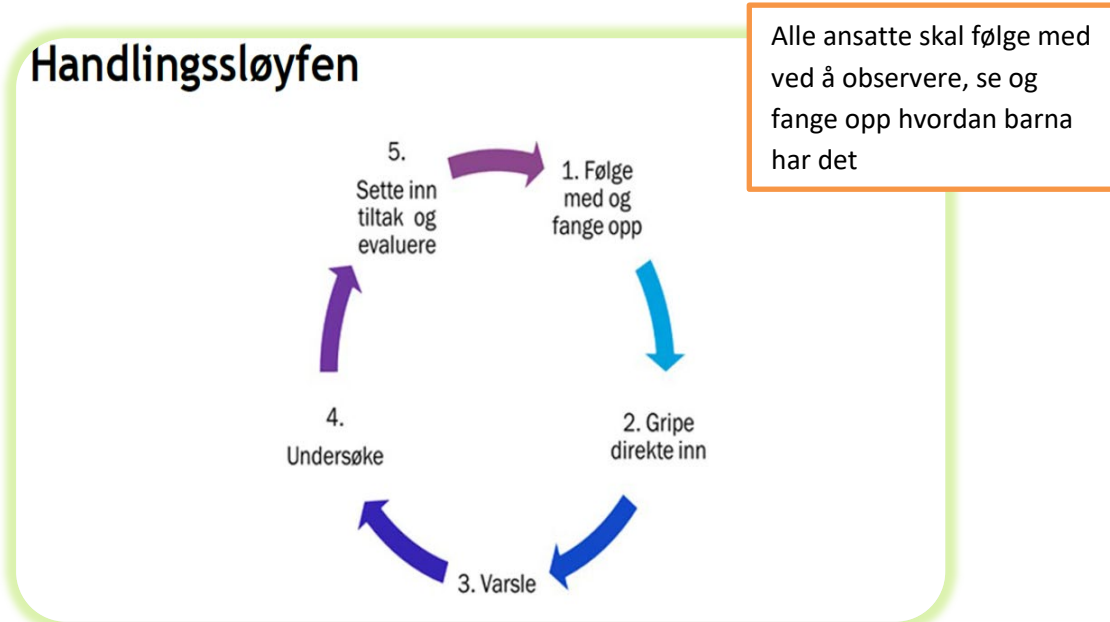 Handlingssløyfen
Alle ansatte skal følge med
ved å observere, se og
fange opp hvordan barna
har det
1. Følge
med og
fange opp
2. Gripe
direkte inn
3. Varsle
4.
Undersøke
5.
Sette inn
tiltak og
evaluere